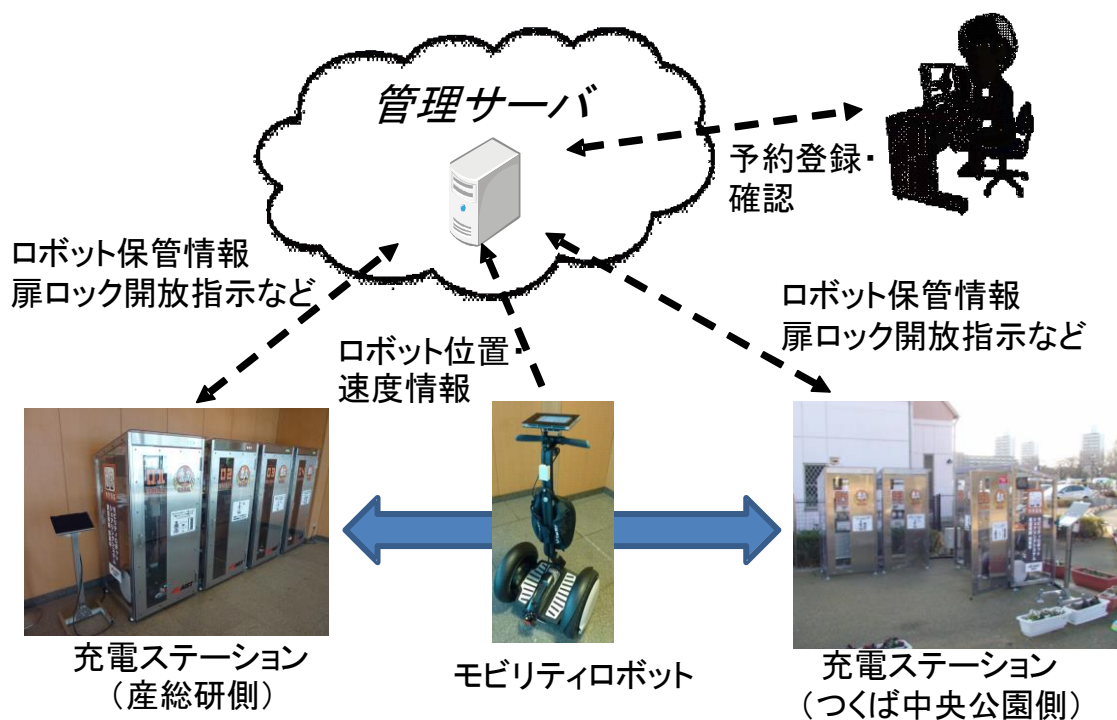 管理サーバ
予約登録・
確認
ロボット保管情報
扉ロック開放指示など
ロボット保管情報
扉ロック開放指示など
ロボット位置・
速度情報
01
02
03
充電ステーション
（産総研側）
モビリティロボット
充電ステーション
（つくば中央公園側）